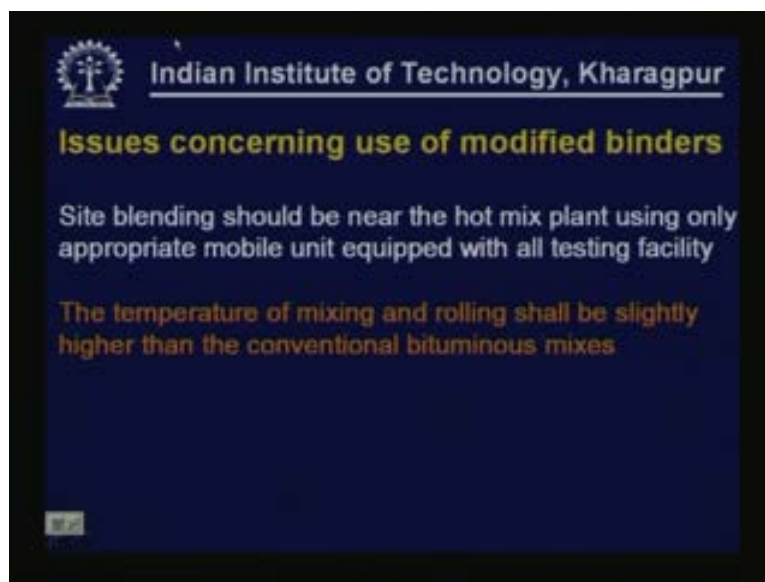 Indian Institute of Technology, Kharagpur
Issues concerning use of modified binders
Site blending should be near the hot mix plant using only
appropriate mobile unit equipped with all testing facility
The temperature of mixing and rolling shall be slightly
higher than the conventional bituminous mixes